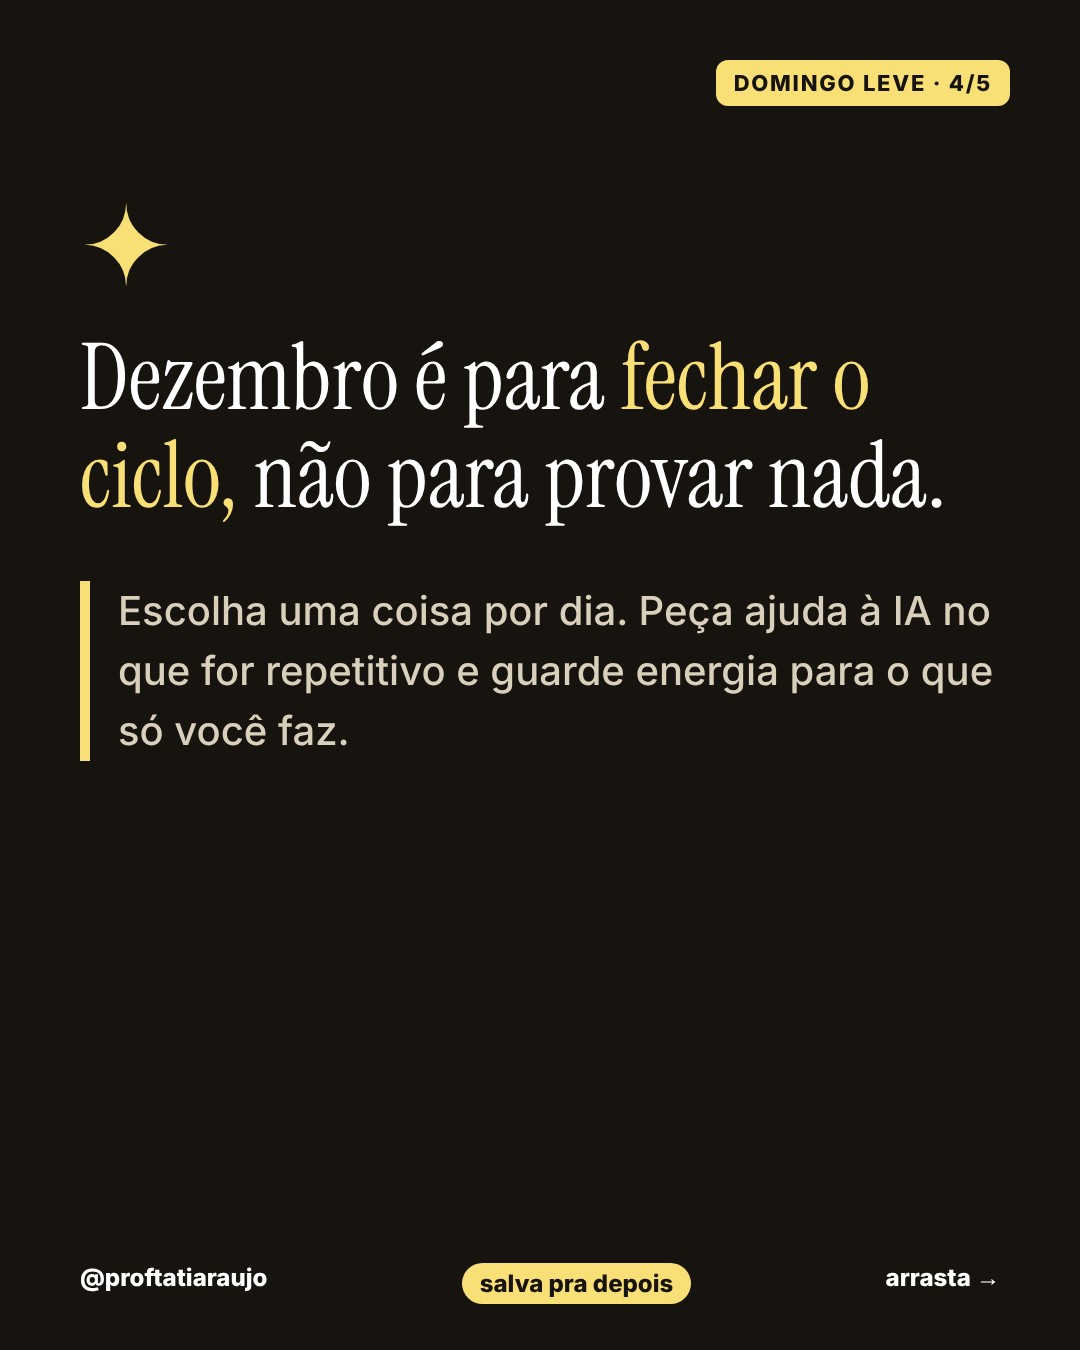 DOMINGO LEVE · 4/5
Dezembro é para fechar o
ciclo, não para provar nada.
Escolha uma coisa por dia. Peça ajuda à IA no
que for repetitivo e guarde energia para o que
só você faz.
@proftatiaraujo
salva pra depois
arrasta →